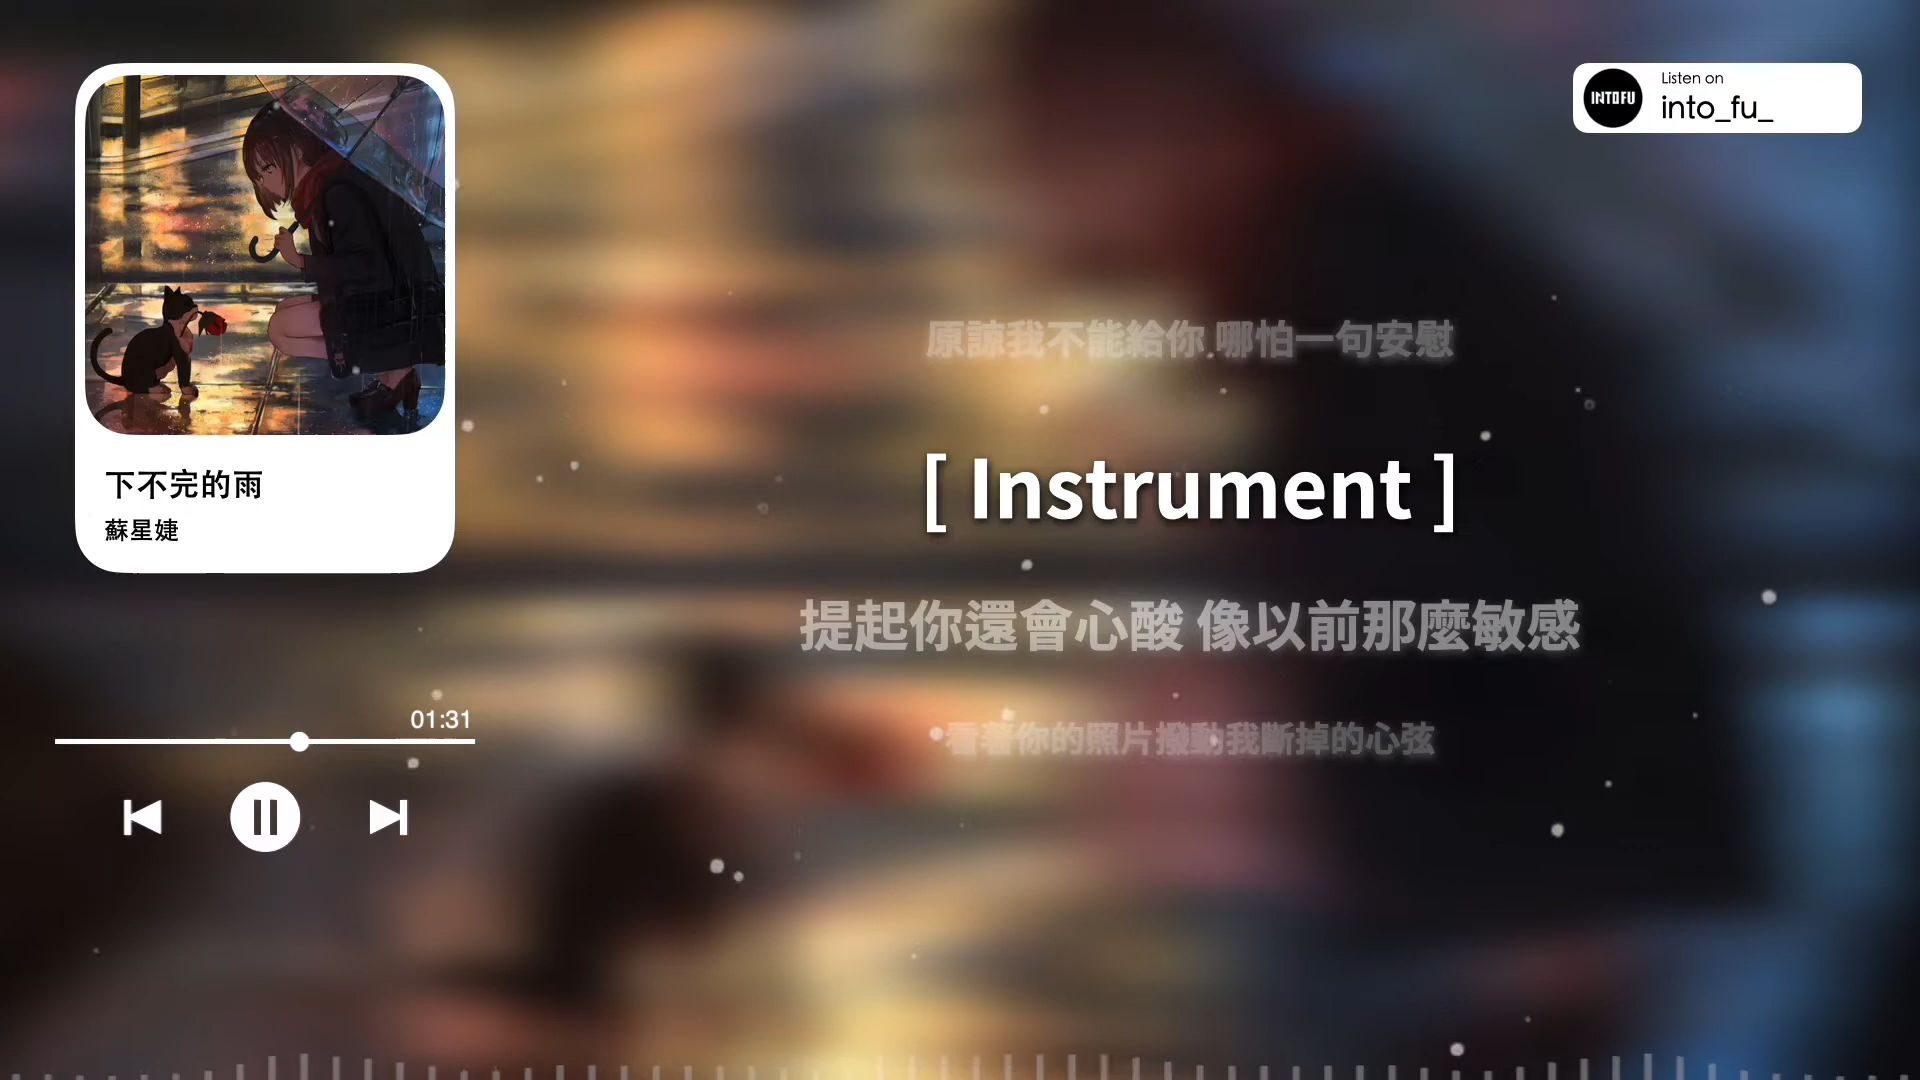 下不完的雨
蘇星婕
01:31
INTOFU
Listen on
into_fu_
原諒我不能給你 哪怕一句安慰
[ Instrument ]
提起你還會心酸 像以前那麼敏感
看著你的照片撥動我斷掉的心弦